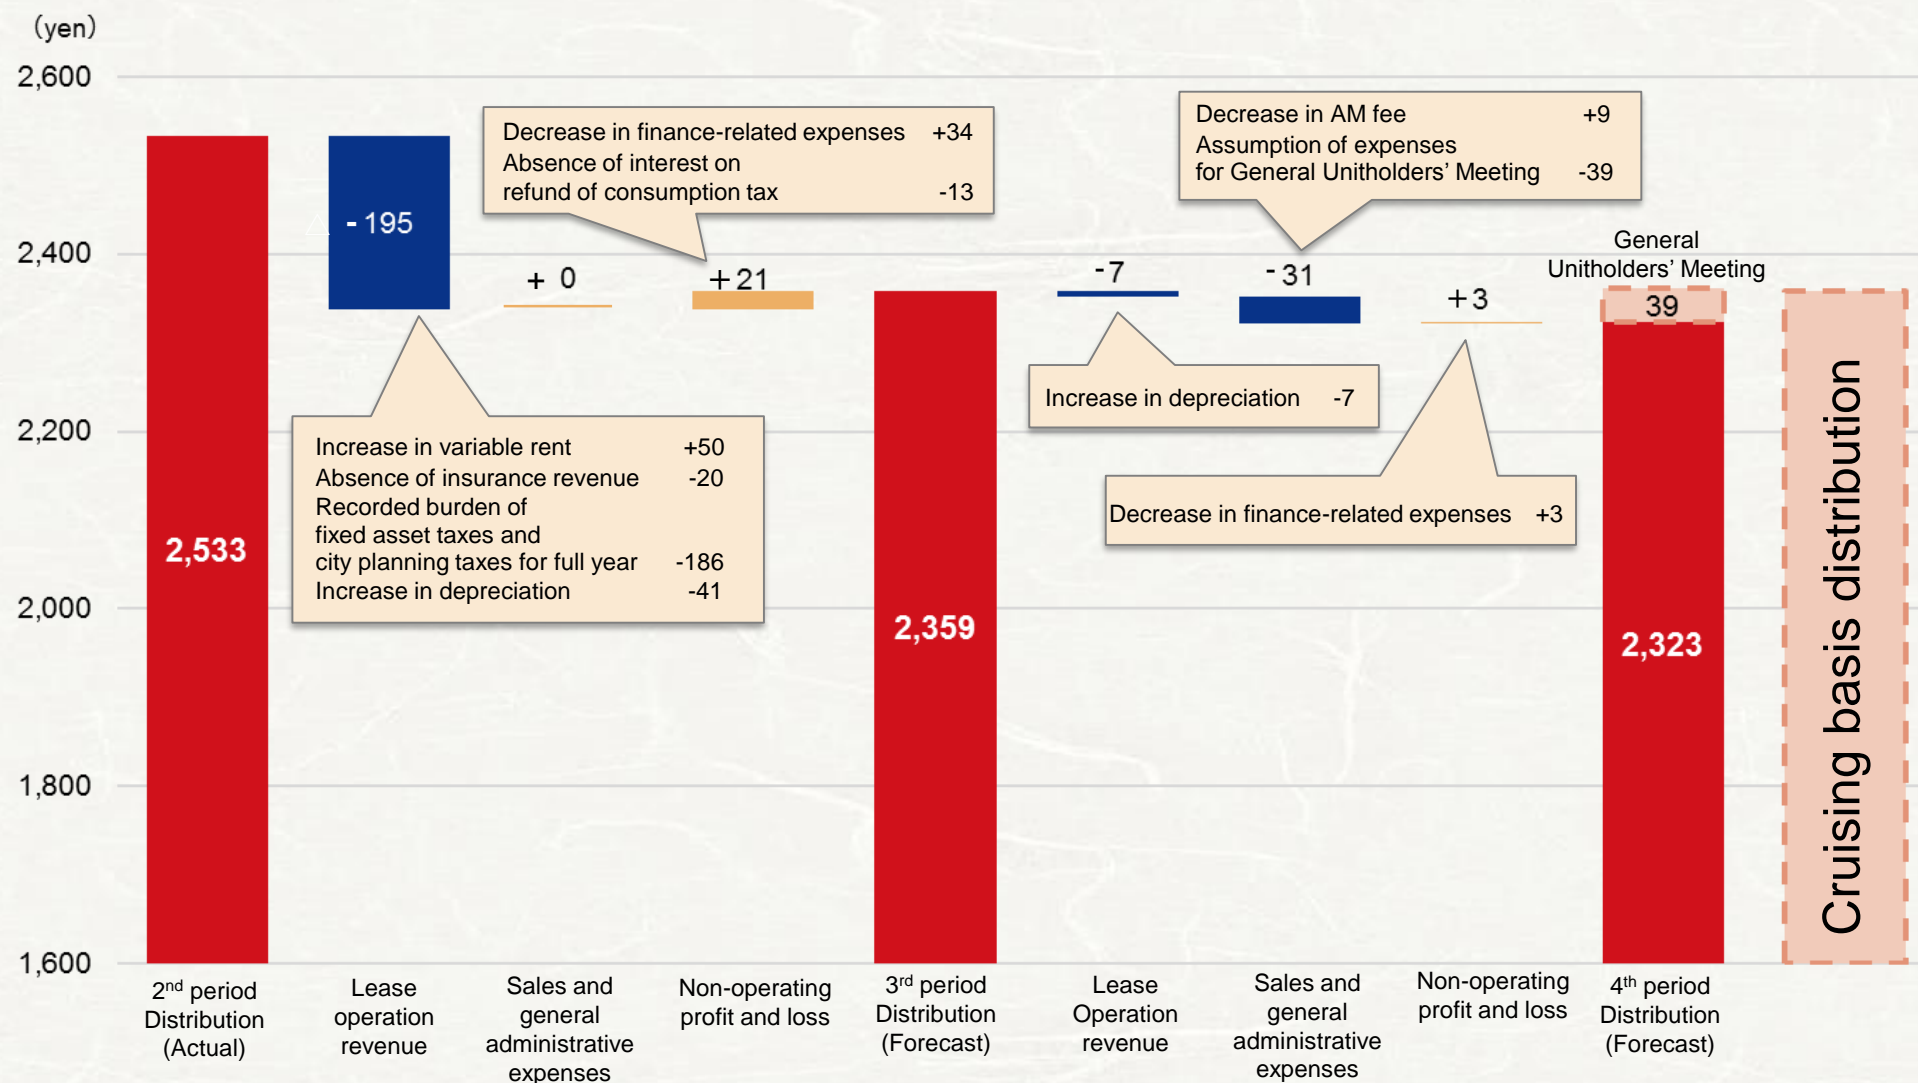 (yen)
2,600
2,400
2,200
2,000
1,800
1,600
2,533
△ - 195
+ 0
+21
2,359
-7
-31
+3
General
Unitholders’ Meeting
39
2,323
Cruising basis distribution
Decrease in finance-related expenses +34
Absence of interest on
refund of consumption tax -13
Decrease in AM fee +9
Assumption of expenses
for General Unitholders’ Meeting -39
Increase in variable rent +50
Absence of insurance revenue -20
Recorded burden of
fixed asset taxes and
city planning taxes for full year -186
Increase in depreciation -41
Increase in depreciation -7
Decrease in finance-related expenses +3
2nd period
Distribution
(Actual)
Lease
operation
revenue
Sales and
general
administrative
expenses
Non-operating
profit and loss
3rd period
Distribution
(Forecast)
Lease
Operation
revenue
Sales and
general
administrative
expenses
Non-operating
profit and loss
4th period
Distribution
(Forecast)